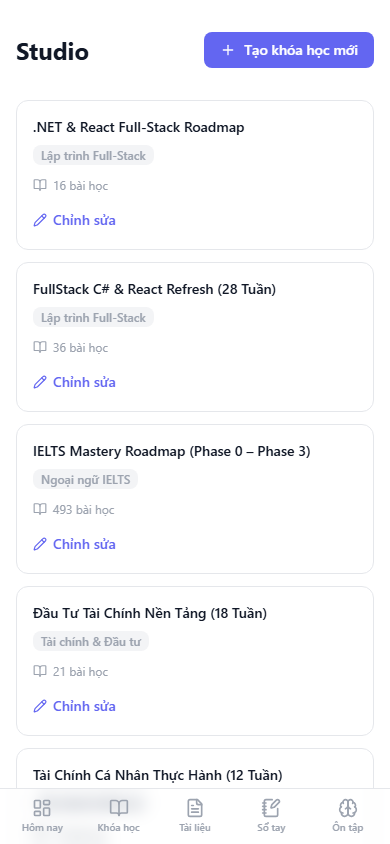 Studio
Tạo khóa học mới
.NET & React Full-Stack Roadmap
Lập trình Full-Stack
16 bài học
Chỉnh sửa
FullStack C# & React Refresh (28 Tuần)
Lập trình Full-Stack
36 bài học
Chỉnh sửa
IELTS Mastery Roadmap (Phase 0 – Phase 3)
Ngoại ngữ IELTS
493 bài học
Chỉnh sửa
Đầu Tư Tài Chính Nền Tảng (18 Tuần)
Tài chính & Đầu tư
21 bài học
Chỉnh sửa
Tài Chính Cá Nhân Thực Hành (12 Tuần)
Hôm nay
Khóa học
Tài liệu
Sổ tay
Ôn tập